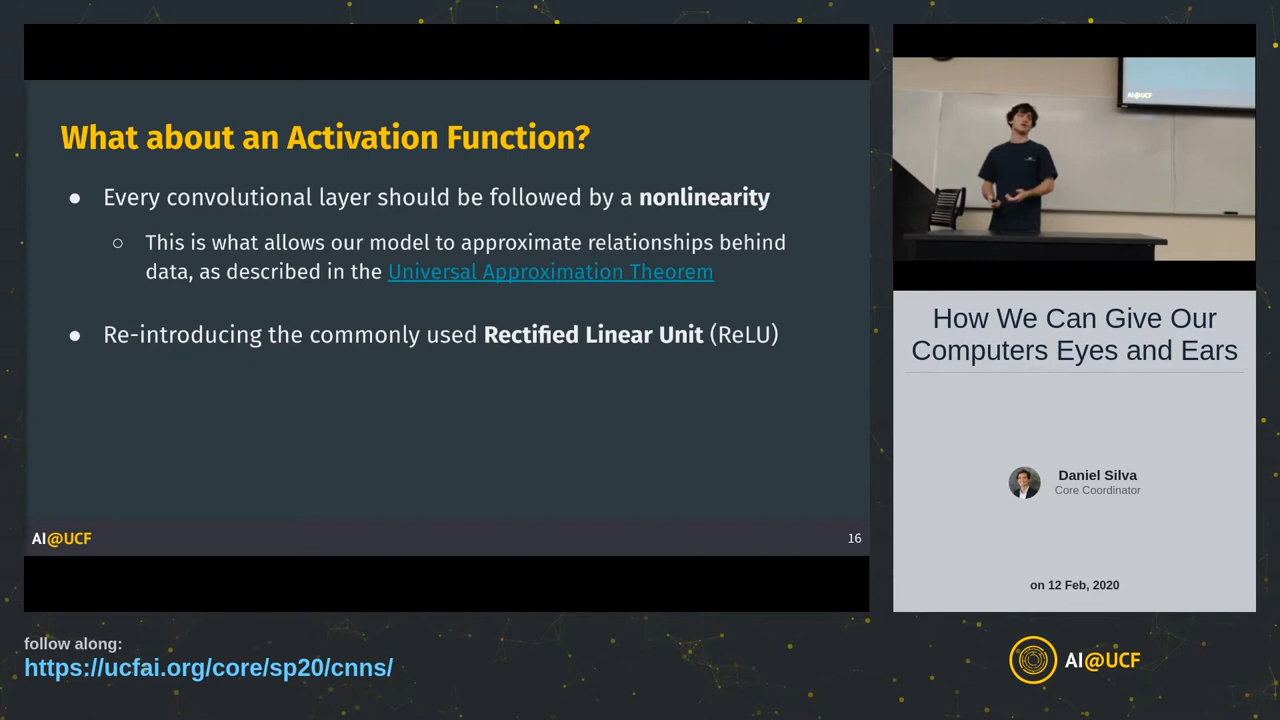 What about an Activation Function?
● Every convolutional layer should be followed by a nonlinearity
○ This is what allows our model to approximate relationships behind
data, as described in the Universal Approximation Theorem
● Re-introducing the commonly used Rectified Linear Unit (ReLU)
AI@UCF
16
AI@UCF
How We Can Give Our
Computers Eyes and Ears
Daniel Silva
Core Coordinator
on 12 Feb, 2020
follow along:
https://ucfai.org/core/sp20/cnns/
AI@UCF